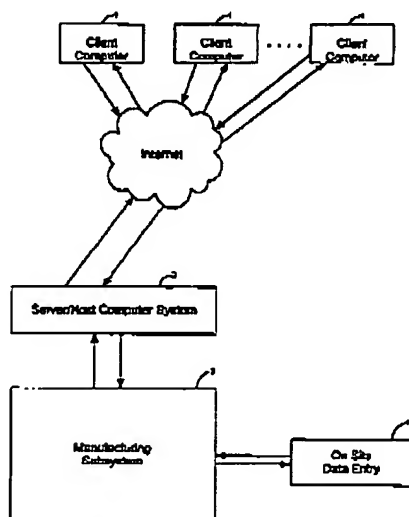 Client
Computer
Client
Computer
Client
Computer
Internet
Server/Host Computer System
Manufacturing
Subsystem
On Site
Data Entry